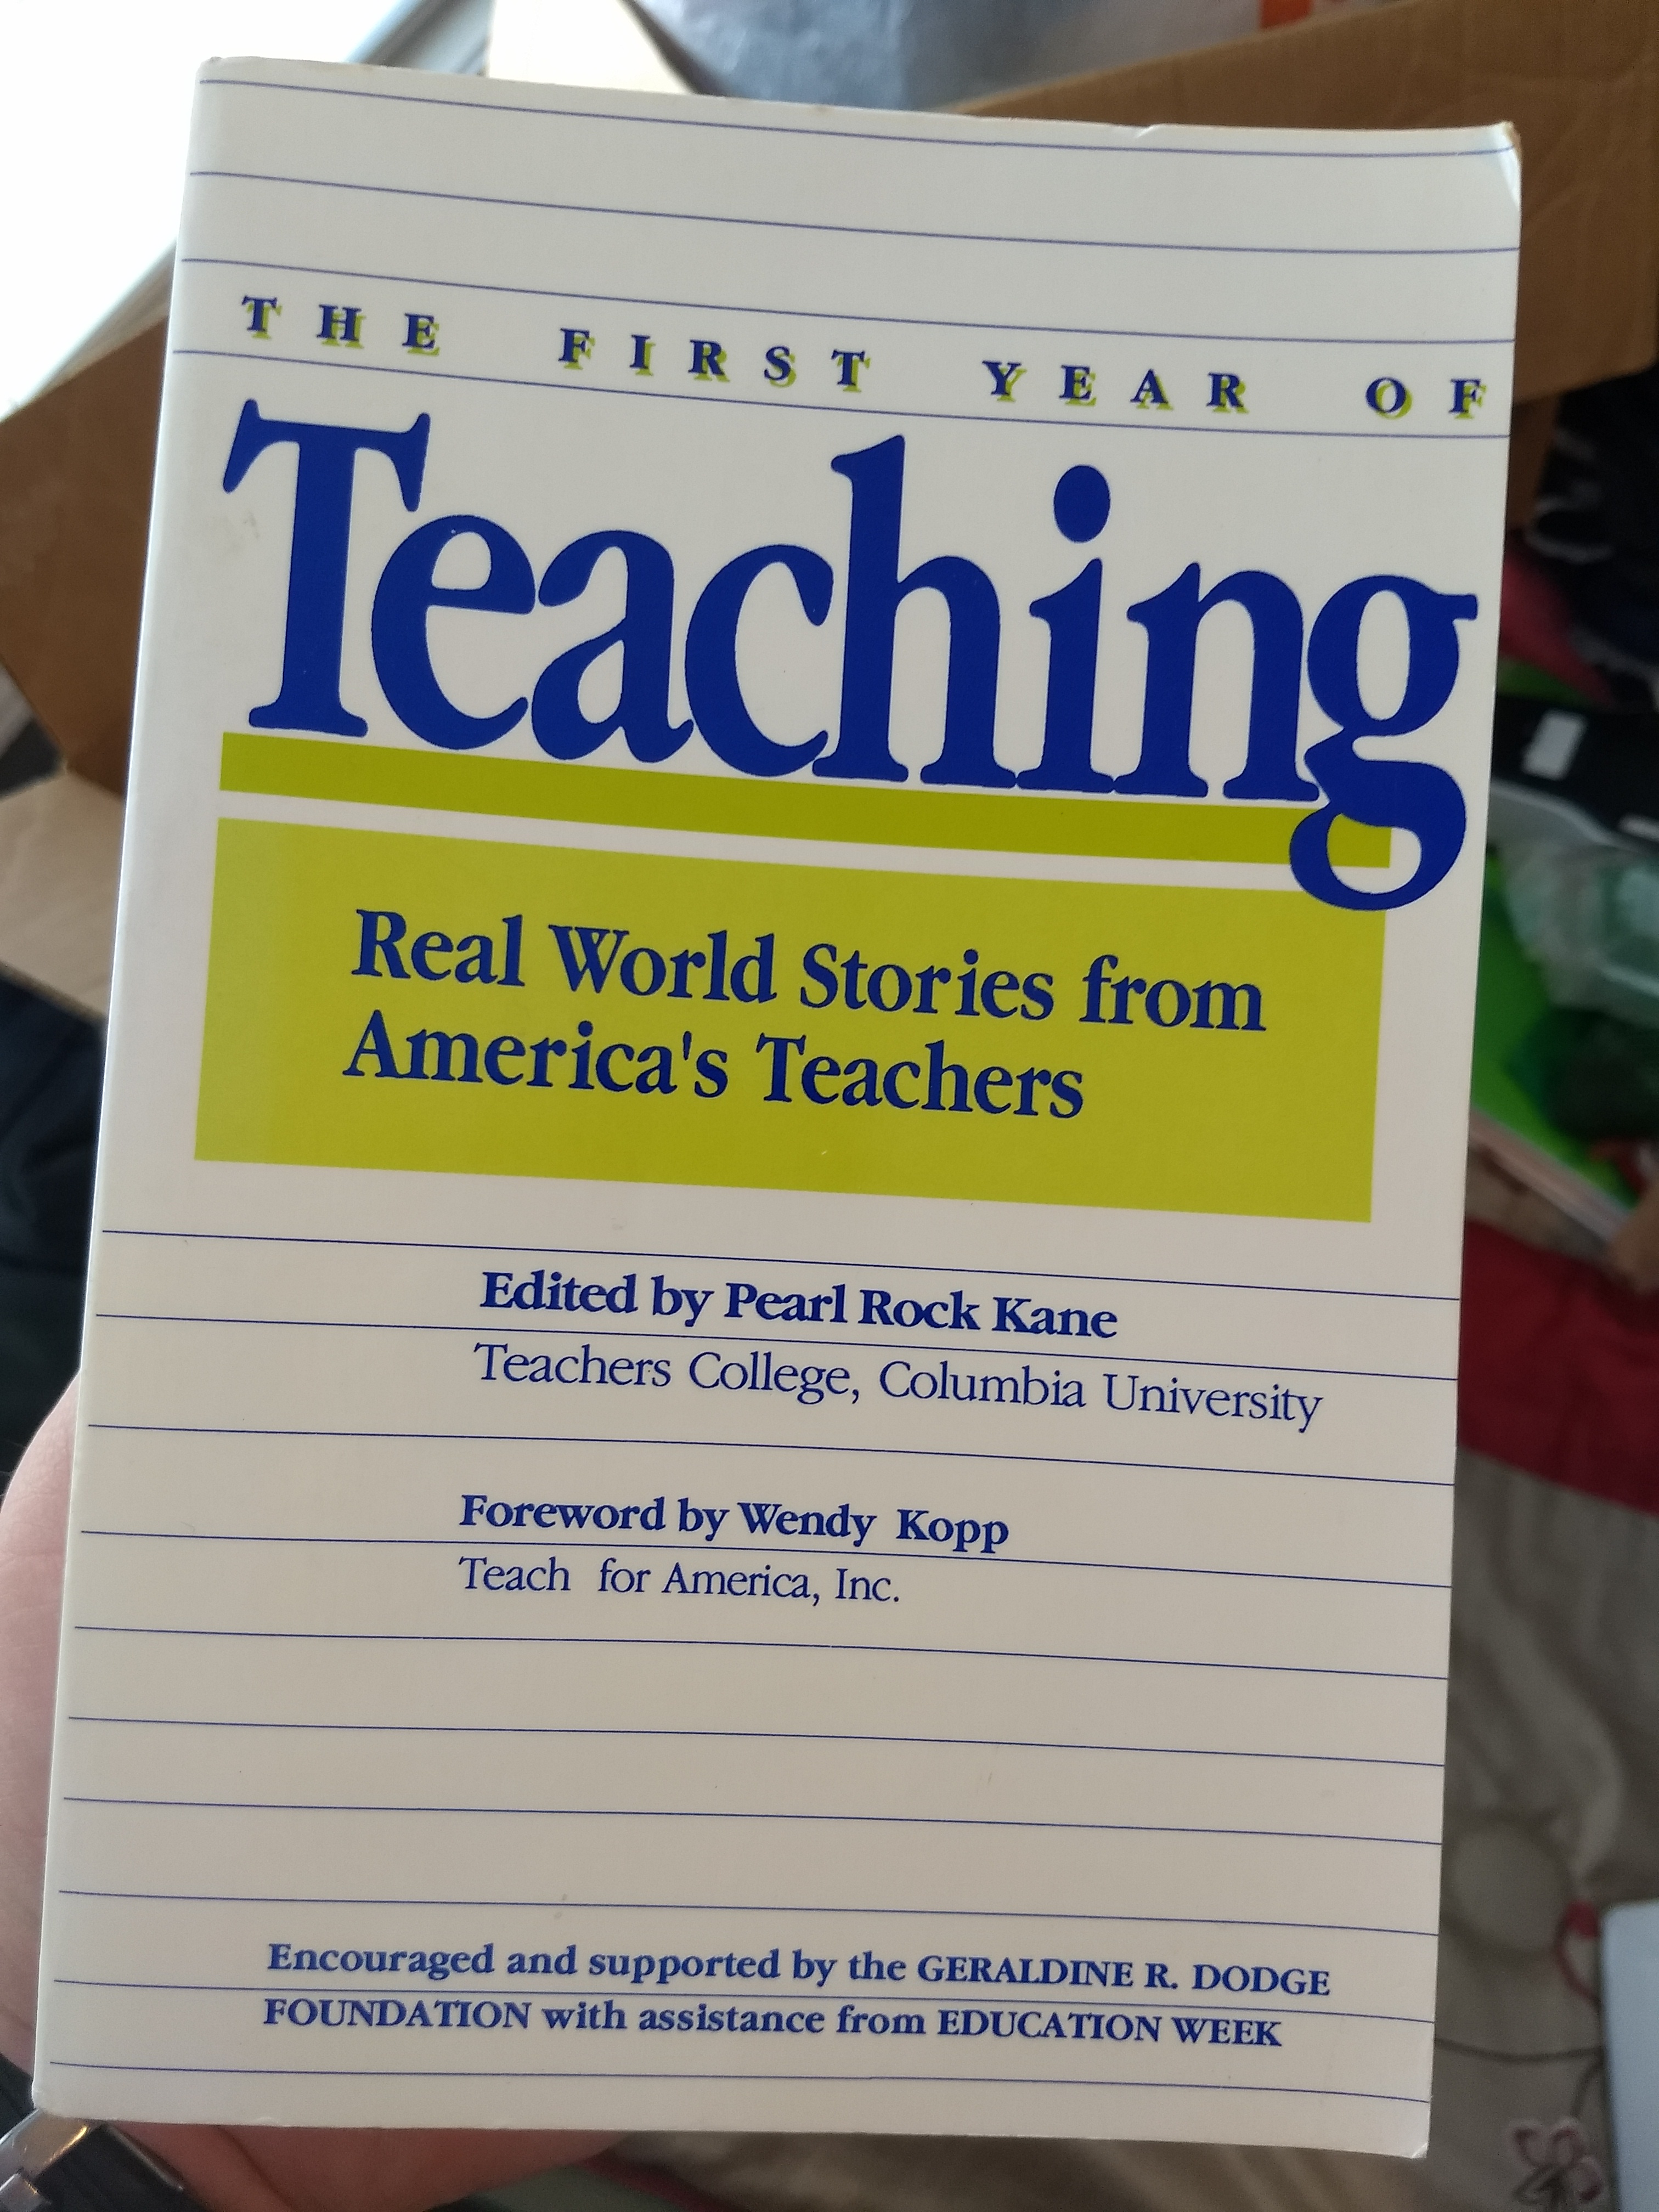 THE FIRST YEAR OF
Teaching
Real World Stories from
America's Teachers
Edited by Pearl Rock Kane
Teachers College, Columbia University
Foreword by Wendy Kopp
Teach for America, Inc.
Encouraged and supported by the GERALDINE R. DODGE
FOUNDATION with assistance from EDUCATION WEEK